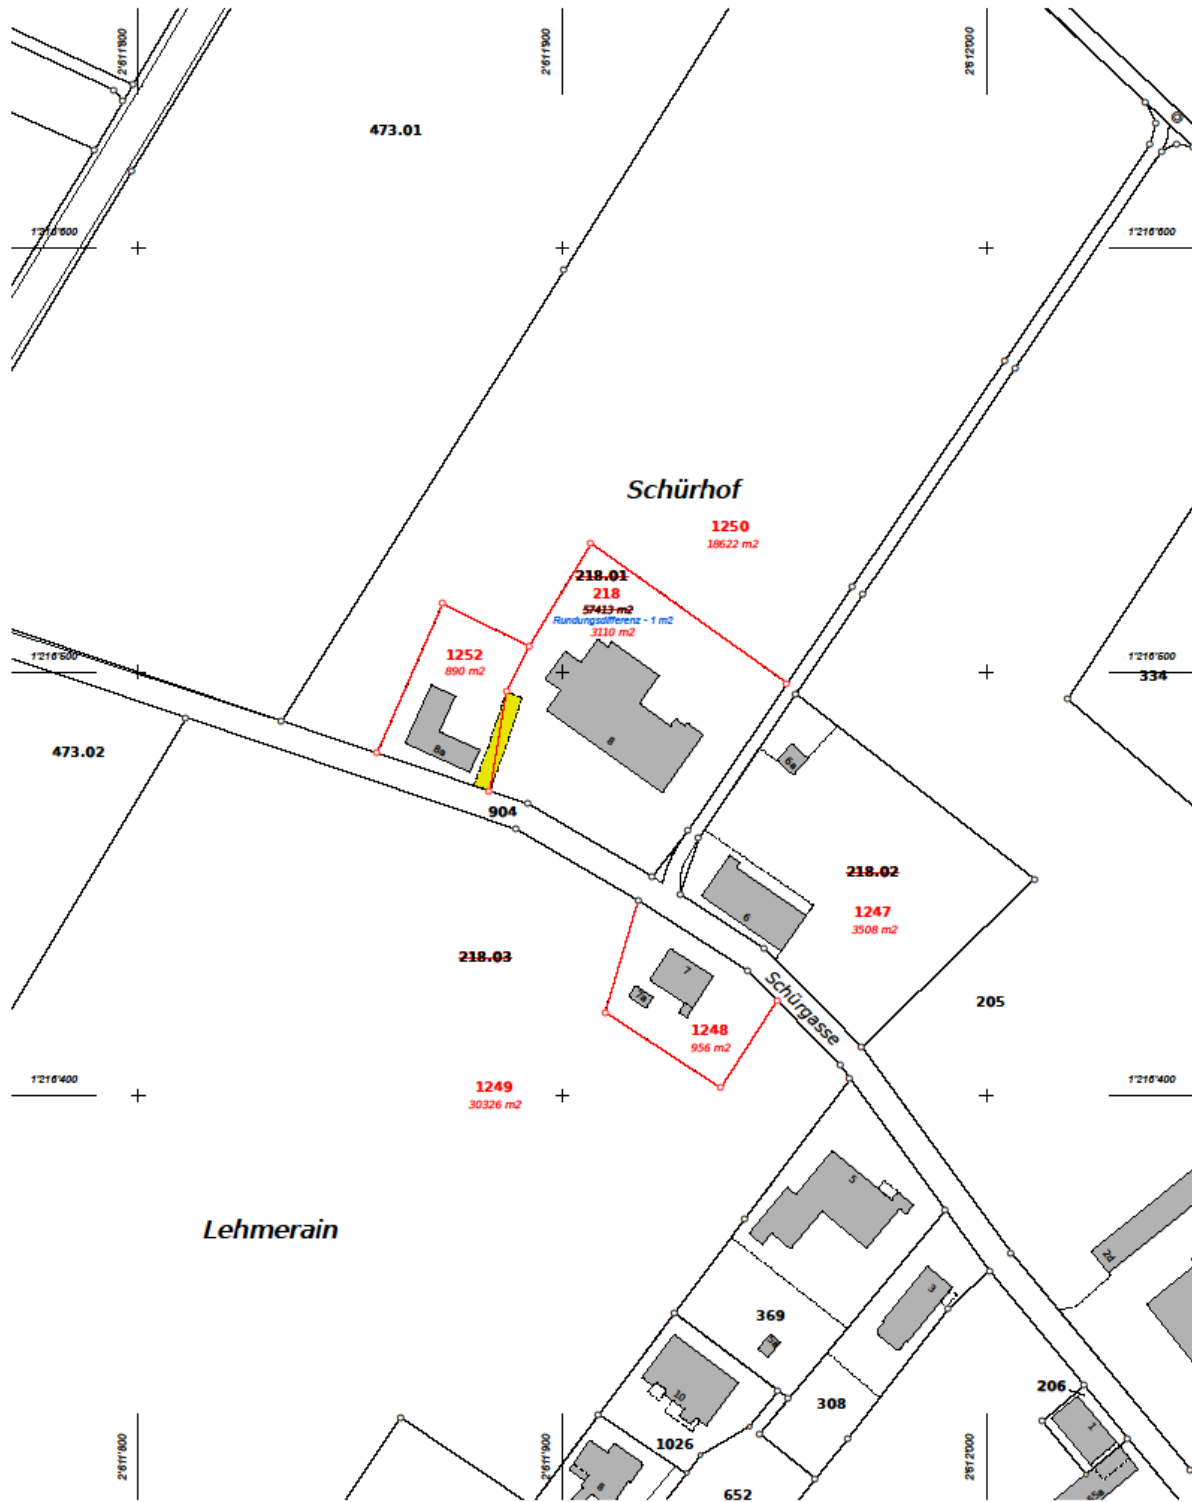 2'611'800
2'611'900
2'612'000
473.01
1'216'600
1'216'600
Schürhof
1250
18622 m2
218.01
218
57413 m2
Rundungsdifferenz - 1 m2
3110 m2
1252
890 m2
1'216'500
1'216'500
334
8
8a
473.02
6a
904
218.02
1247
3508 m2
6
218.03
7
7a
Schürgasse
205
1248
956 m2
1'216'400
1'216'400
1249
30326 m2
5
Lehmerain
2d
3
369
5a
206
10
308
1
1026
2'611'800
2'611'900
2'612'000
8
652
65a